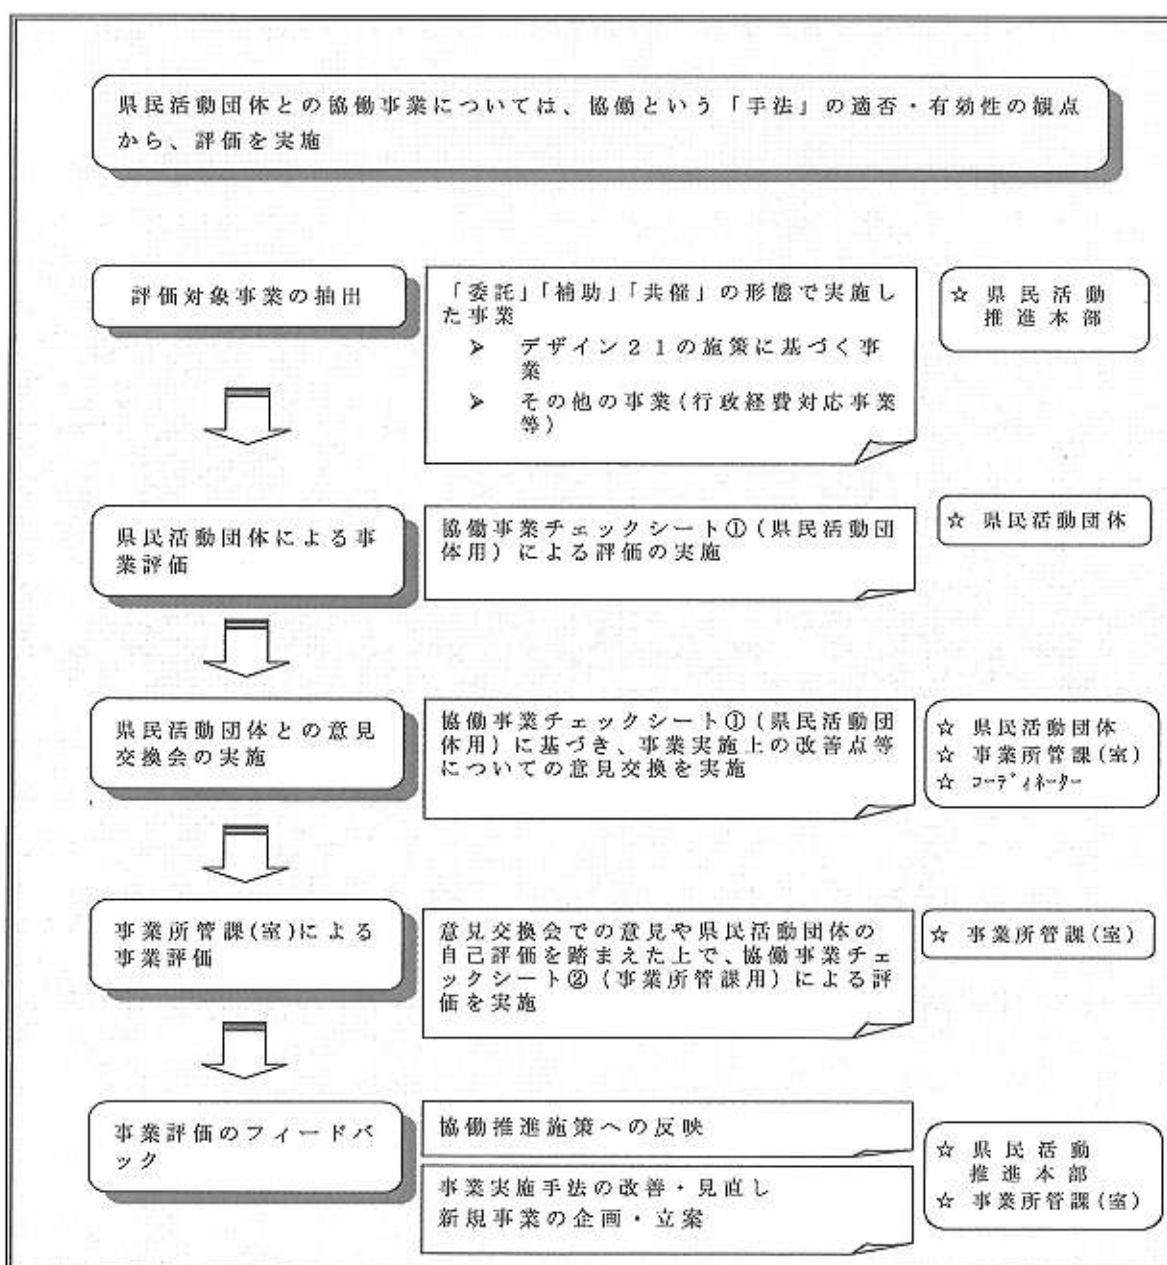 県民活動団体との協働事業については、協働という「手法」の適否・有効性の観点
から、評価を実施
評価対象事業の抽出
「委託」「補助」「共催」の形態で実施し
た事業
➤ デザイン21の施策に基づく事
業
➤ その他の事業(行政経費対応事業
等)
☆ 県民活動
推進本部
県民活動団体による事
業評価
協働事業チェックシート①(県民活動団
体用)による評価の実施
☆ 県民活動団体
県民活動団体との意見
交換会の実施
協働事業チェックシート①(県民活動団
体用)に基づき、事業実施上の改善点等
についての意見交換を実施
☆ 県民活動団体
☆ 事業所管課(室)
☆ コーディネーター
事業所管課(室)による
事業評価
意見交換会での意見や県民活動団体の
自己評価を踏まえた上で、協働事業チェ
ックシート②(事業所管課用)による評
価を実施
☆ 事業所管課(室)
事業評価のフィードバ
ック
協働推進施策への反映
事業実施手法の改善・見直し
新規事業の企画・立案
☆ 県民活動
推進本部
☆ 事業所管課(室)